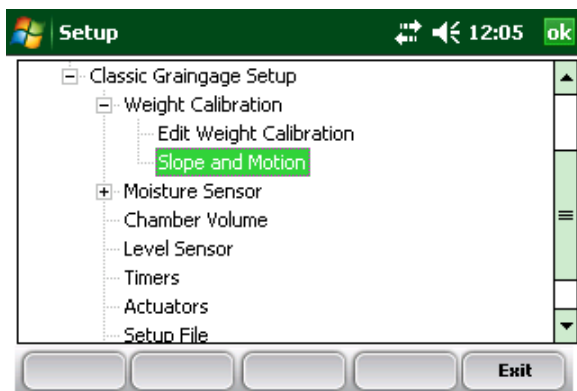 Setup 12:05 ok
Classic Graingage Setup
Weight Calibration
Edit Weight Calibration
Slope and Motion
Moisture Sensor
Chamber Volume
Level Sensor
Timers
Actuators
Setup File
Exit